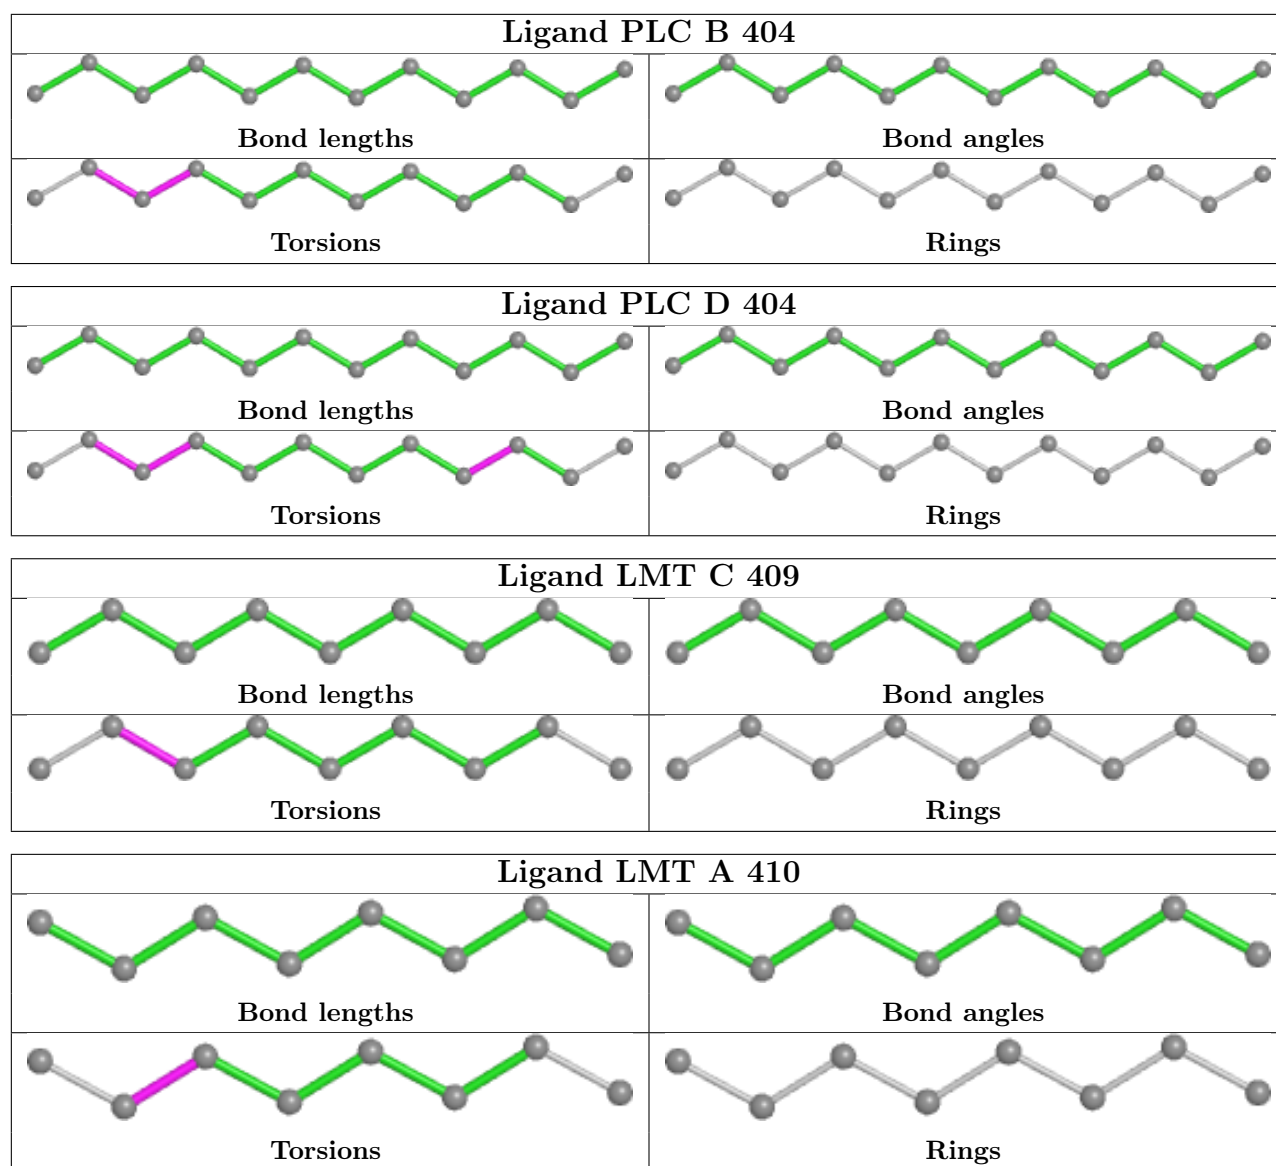 Ligand PLC B 404
Bond lengths Bond angles
Torsions Rings
Ligand PLC D 404
Bond lengths Bond angles
Torsions Rings
Ligand LMT C 409
Bond lengths Bond angles
Torsions Rings
Ligand LMT A 410
Bond lengths Bond angles
Torsions Rings